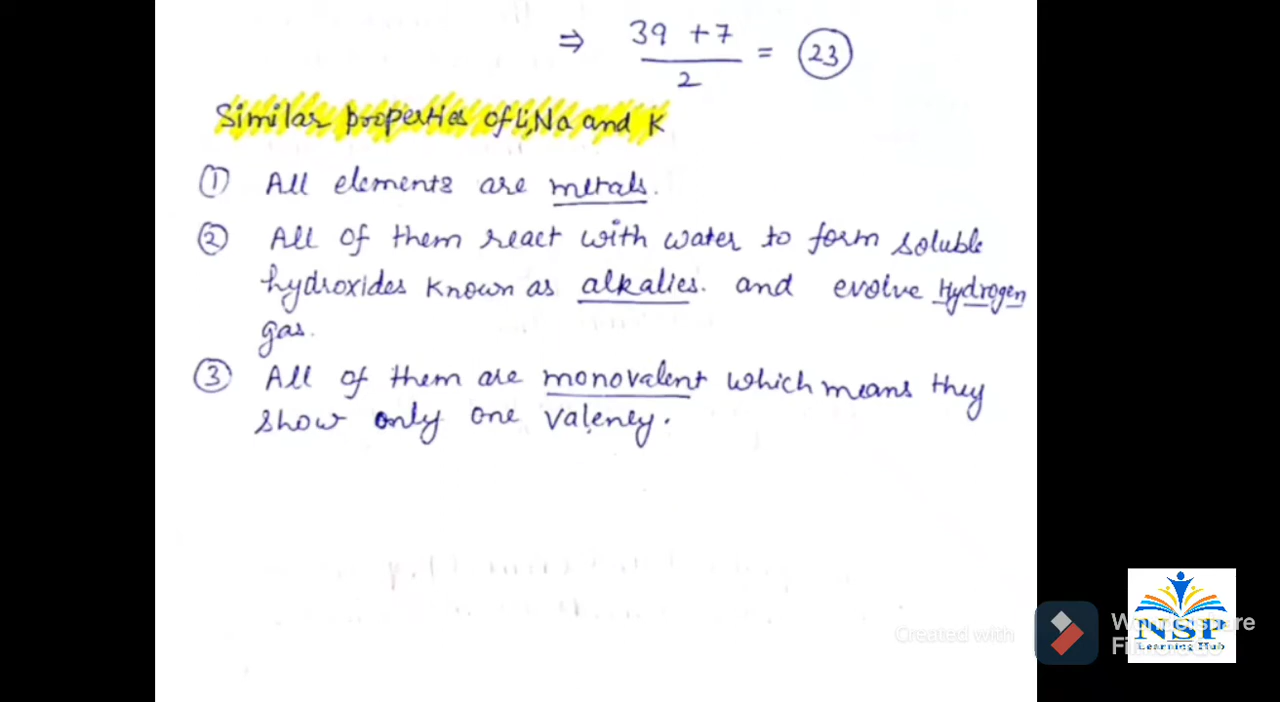 ⇒ 39 + 7 / 2 = 23
Similar properties of Li, Na and K
① All elements are metals.
② All of them react with water to form soluble
hydroxides known as alkalies. and evolve Hydrogen
gas.
③ All of them are monovalent which means they
show only one valency.
Created with
NSF
Learning Hub